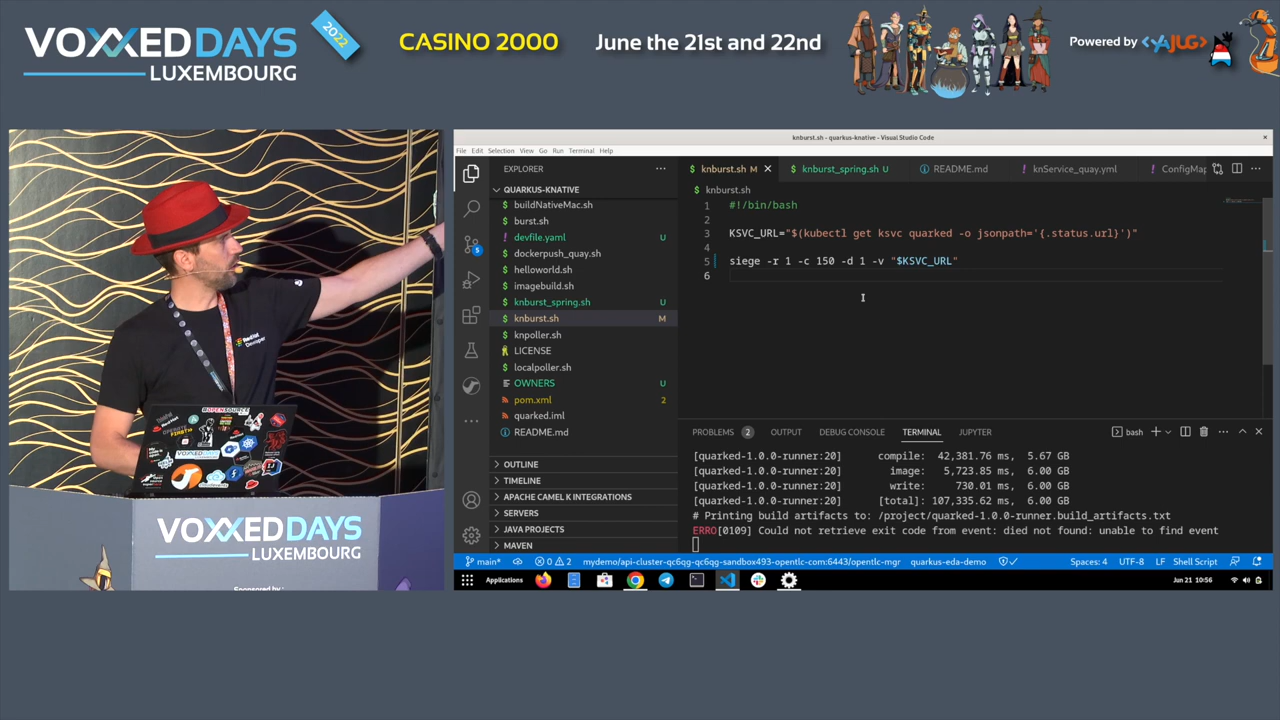 VOXXED DAYS
LUXEMBOURG
2022
CASINO 2000
June the 21st and 22nd
Powered by <YAJUG>
RedHat
Developer
#OPENSOURCE
VOXXED DAYS
LUXEMBOURG
Sponsored by :
knburst.sh - quarkus-knative - Visual Studio Code
File Edit Selection View Go Run Terminal Help
EXPLORER
QUARKUS-KNATIVE
buildNativeMac.sh
burst.sh
devfile.yaml U
dockerpush_quay.sh
helloworld.sh
imagebuild.sh
knburst_spring.sh U
knburst.sh M
knpoller.sh
LICENSE
localpoller.sh
OWNERS U
pom.xml 2
quarked.iml
README.md
OUTLINE
TIMELINE
APACHE CAMEL K INTEGRATIONS
SERVERS
JAVA PROJECTS
MAVEN
5
$ knburst.sh M
$ knburst_spring.sh U
README.md
! knService_quay.yml
! ConfigMap
$ knburst.sh
1 #!/bin/bash
2
3 KSVC_URL="$(kubectl get ksvc quarked -o jsonpath='{.status.url}')"
4
5 siege -r 1 -c 150 -d 1 -v "$KSVC_URL"
6
PROBLEMS 2 OUTPUT DEBUG CONSOLE TERMINAL JUPYTER
bash
[quarked-1.0.0-runner:20] compile: 42,381.76 ms, 5.67 GB
[quarked-1.0.0-runner:20] image: 5,723.85 ms, 6.00 GB
[quarked-1.0.0-runner:20] write: 730.01 ms, 6.00 GB
[quarked-1.0.0-runner:20] [total]: 107,335.62 ms, 6.00 GB
# Printing build artifacts to: /project/quarked-1.0.0-runner.build_artifacts.txt
ERRO[0109] Could not retrieve exit code from event: died not found: unable to find event
main* 0 2 mydemo/api-cluster-qc6qg-qc6qg-sandbox493-opentlc-com:6443/opentlc-mgr quarkus-eda-demo Spaces: 4 UTF-8 LF Shell Script
Applications
Jun 21 10:56